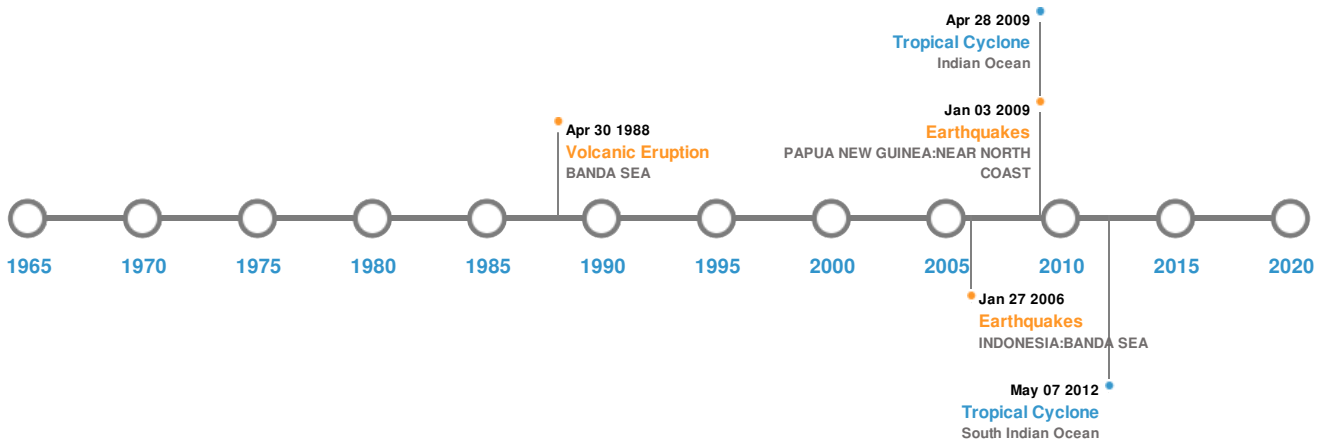 Apr 28 2009
Tropical Cyclone
Indian Ocean
Jan 03 2009
Earthquakes
PAPUA NEW GUINEA:NEAR NORTH
COAST
Apr 30 1988
Volcanic Eruption
BANDA SEA
1965 1970 1975 1980 1985 1990 1995 2000 2005 2010 2015 2020
Jan 27 2006
Earthquakes
INDONESIA:BANDA SEA
May 07 2012
Tropical Cyclone
South Indian Ocean